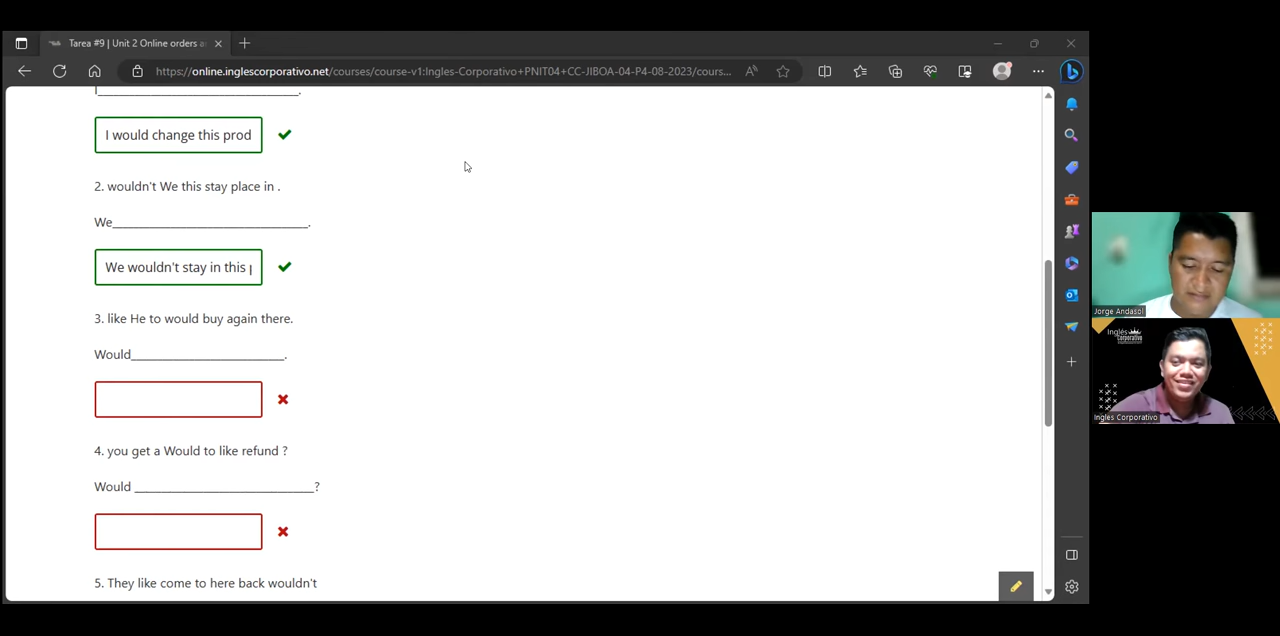 Tarea #9 | Unit 2 Online orders a
https://online.inglescorporativo.net/courses/course-v1:Ingles-Corporativo+PNIT04+CC-JIBOA-04-P4-08-2023/cours...
I______________________________.
I would change this prod
2. wouldn't We this stay place in .
We______________________________.
We wouldn't stay in this
3. like He to would buy again there.
Would________________________.
4. you get a Would to like refund ?
Would ____________________________?
5. They like come to here back wouldn't
Jorge Andasol
Inglés
Corporativo
Ingles Corporativo